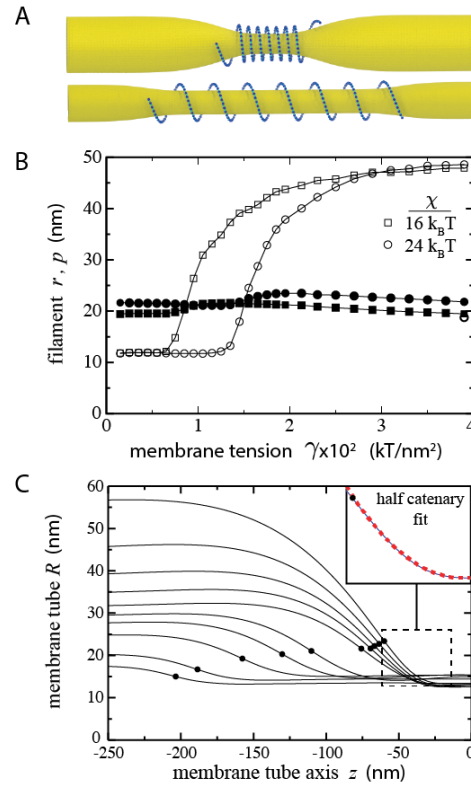 A
B
50
40
30
20
10
0
filament r, p (nm)
χ
16 k_BT
24 k_BT
0 1 2 3 4
membrane tension γx10² (kT/nm²)
C
60
50
40
30
20
10
0
membrane tube R (nm)
half catenary
fit
-250 -200 -150 -100 -50 0
membrane tube axis z (nm)